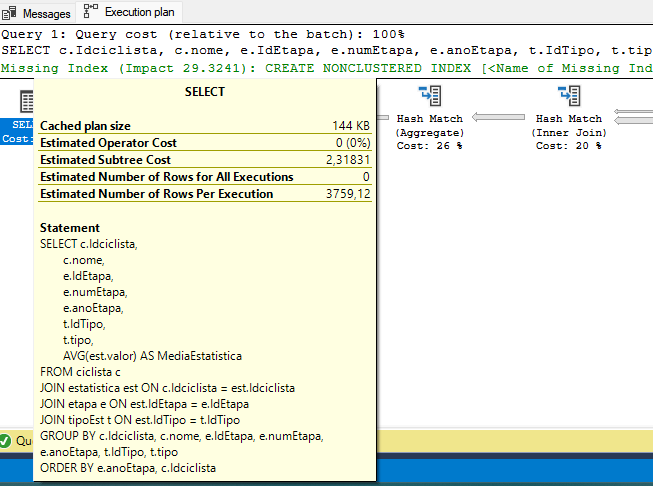 Messages Execution plan
Query 1: Query cost (relative to the batch): 100%
SELECT c.Idciclista, c.nome, e.IdEtapa, e.numEtapa, e.anoEtapa, t.IdTipo, t.tip
Missing Index (Impact 29.3241): CREATE NONCLUSTERED INDEX [<Name of Missing Ind
SELECT
Cached plan size 144 KB
Estimated Operator Cost 0 (0%)
Estimated Subtree Cost 2,31831
Estimated Number of Rows for All Executions 0
Estimated Number of Rows Per Execution 3759,12
Statement
SELECT c.Idciclista,
c.nome,
e.IdEtapa,
e.numEtapa,
e.anoEtapa,
t.IdTipo,
t.tipo,
AVG(est.valor) AS MediaEstatistica
FROM ciclista c
JOIN estatistica est ON c.Idciclista = est.Idciclista
JOIN etapa e ON est.IdEtapa = e.IdEtapa
JOIN tipoEst t ON est.IdTipo = t.IdTipo
GROUP BY c.Idciclista, c.nome, e.IdEtapa, e.numEtapa,
e.anoEtapa, t.IdTipo, t.tipo
ORDER BY e.anoEtapa, c.Idciclista
SEL
Cost:
Hash Match
(Aggregate)
Cost: 26 %
Hash Match
(Inner Join)
Cost: 20 %
Qu